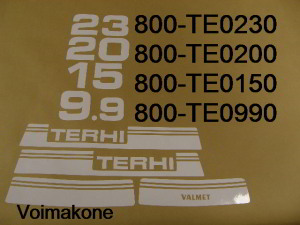 23 800-TE0230
20 800-TE0200
15 800-TE0150
9.9 800-TE0990
TERHI
TERHI
VALMET
Voimakone